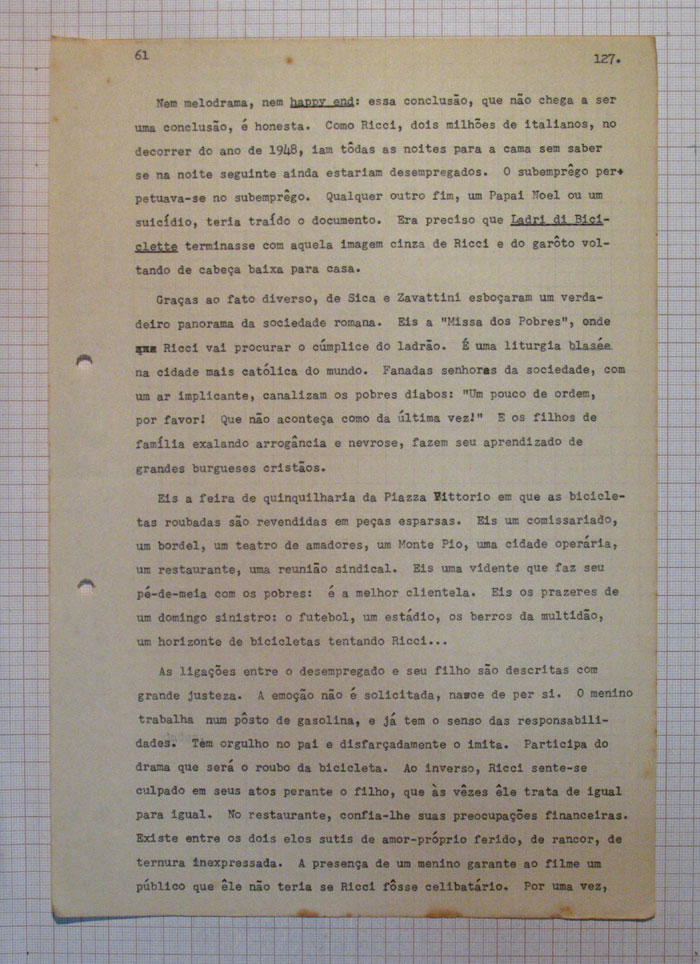 61
127.
Nem melodrama, nem happy end: essa conclusão, que não chega a ser
uma conclusão, é honesta. Como Ricci, dois milhões de italianos, no
decorrer do ano de 1948, iam tôdas as noites para a cama sem saber
se na noite seguinte ainda estariam desempregados. O subemprêgo per+
petuava-se no subemprêgo. Qualquer outro fim, um Papai Noel ou um
suicídio, teria traído o documento. Era preciso que Ladri di Bici-
clette terminasse com aquela imagem cinza de Ricci e do garôto vol-
tando de cabeça baixa para casa.
Graças ao fato diverso, de Sica e Zavattini esboçaram um verda-
deiro panorama da sociedade romana. Eis a "Missa dos Pobres", onde
Ricci vai procurar o cúmplice do ladrão. É uma liturgia blasée
na cidade mais católica do mundo. Fanadas senhoras da sociedade, com
um ar implicante, canalizam os pobres diabos: "Um pouco de ordem,
por favor! Que não aconteça como da última vez!" E os filhos de
família exalando arrogância e nevrose, fazem seu aprendizado de
grandes burgueses cristãos.
Eis a feira de quinquilharia da Piazza Vittorio em que as bicicle-
tas roubadas são revendidas em peças esparsas. Eis um comissariado,
um bordel, um teatro de amadores, um Monte Pio, uma cidade operária,
um restaurante, uma reunião sindical. Eis uma vidente que faz seu
pé-de-meia com os pobres: é a melhor clientela. Eis os prazeres de
um domingo sinistro: o futebol, um estádio, os berros da multidão,
um horizonte de bicicletas tentando Ricci...
As ligações entre o desempregado e seu filho são descritas com
grande justeza. A emoção não é solicitada, nasce de per si. O menino
trabalha num pôsto de gasolina, e já tem o senso das responsabili-
dades. Tem orgulho no pai e disfarçadamente o imita. Participa do
drama que será o roubo da bicicleta. Ao inverso, Ricci sente-se
culpado em seus atos perante o filho, que às vêzes êle trata de igual
para igual. No restaurante, confia-lhe suas preocupações financeiras.
Existe entre os dois elos sutis de amor-próprio ferido, de rancor, de
ternura inexpressada. A presença de um menino garante ao filme um
público que êle não teria se Ricci fôsse celibatário. Por uma vez,